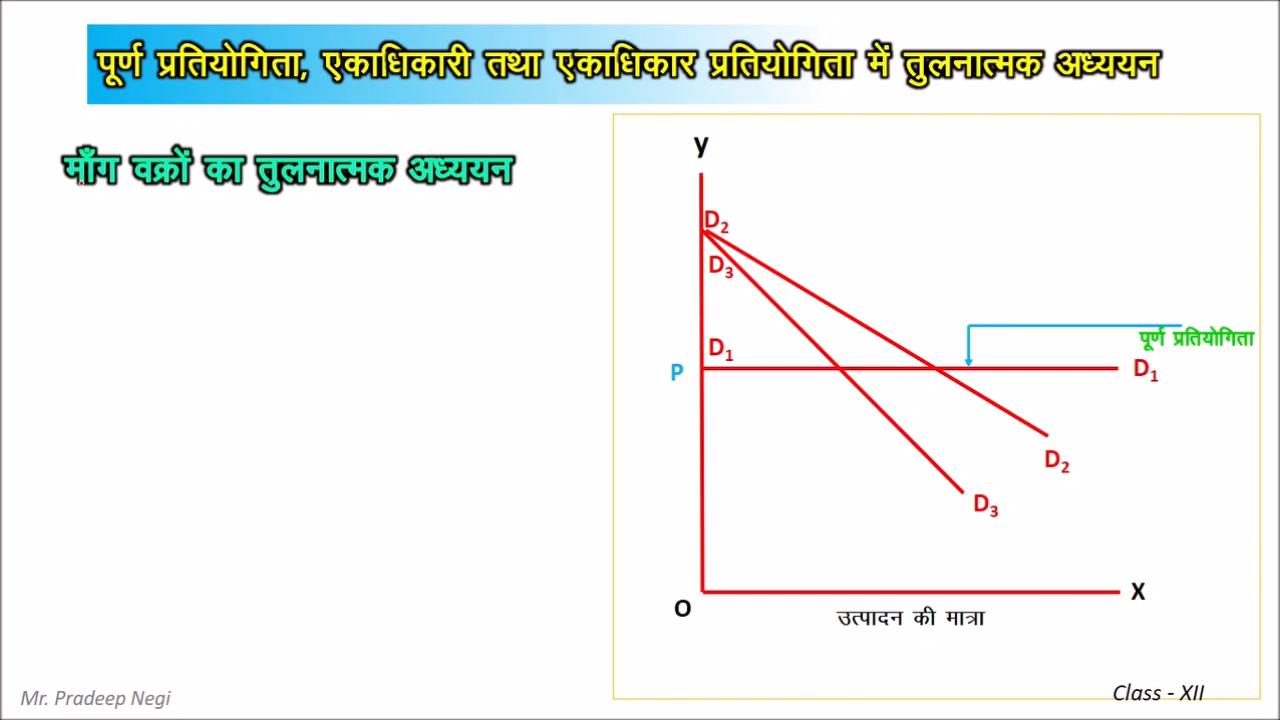 पूर्ण प्रतियोगिता, एकाधिकारी तथा एकाधिकार प्रतियोगिता में तुलनात्मक अध्ययन
माँग वक्रों का तुलनात्मक अध्ययन
y
D2
D3
D1
पूर्ण प्रतियोगिता
P
D1
D2
D3
O
X
उत्पादन की मात्रा
Mr. Pradeep Negi
Class - XII